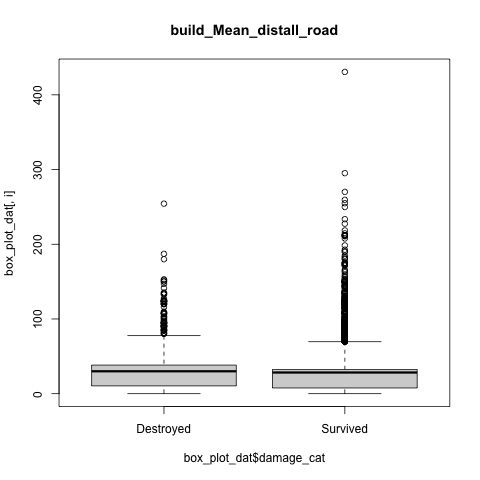 build_Mean_distall_road
box_plot_dat[, i]
400
300
200
100
0
Destroyed
Survived
box_plot_dat$damage_cat